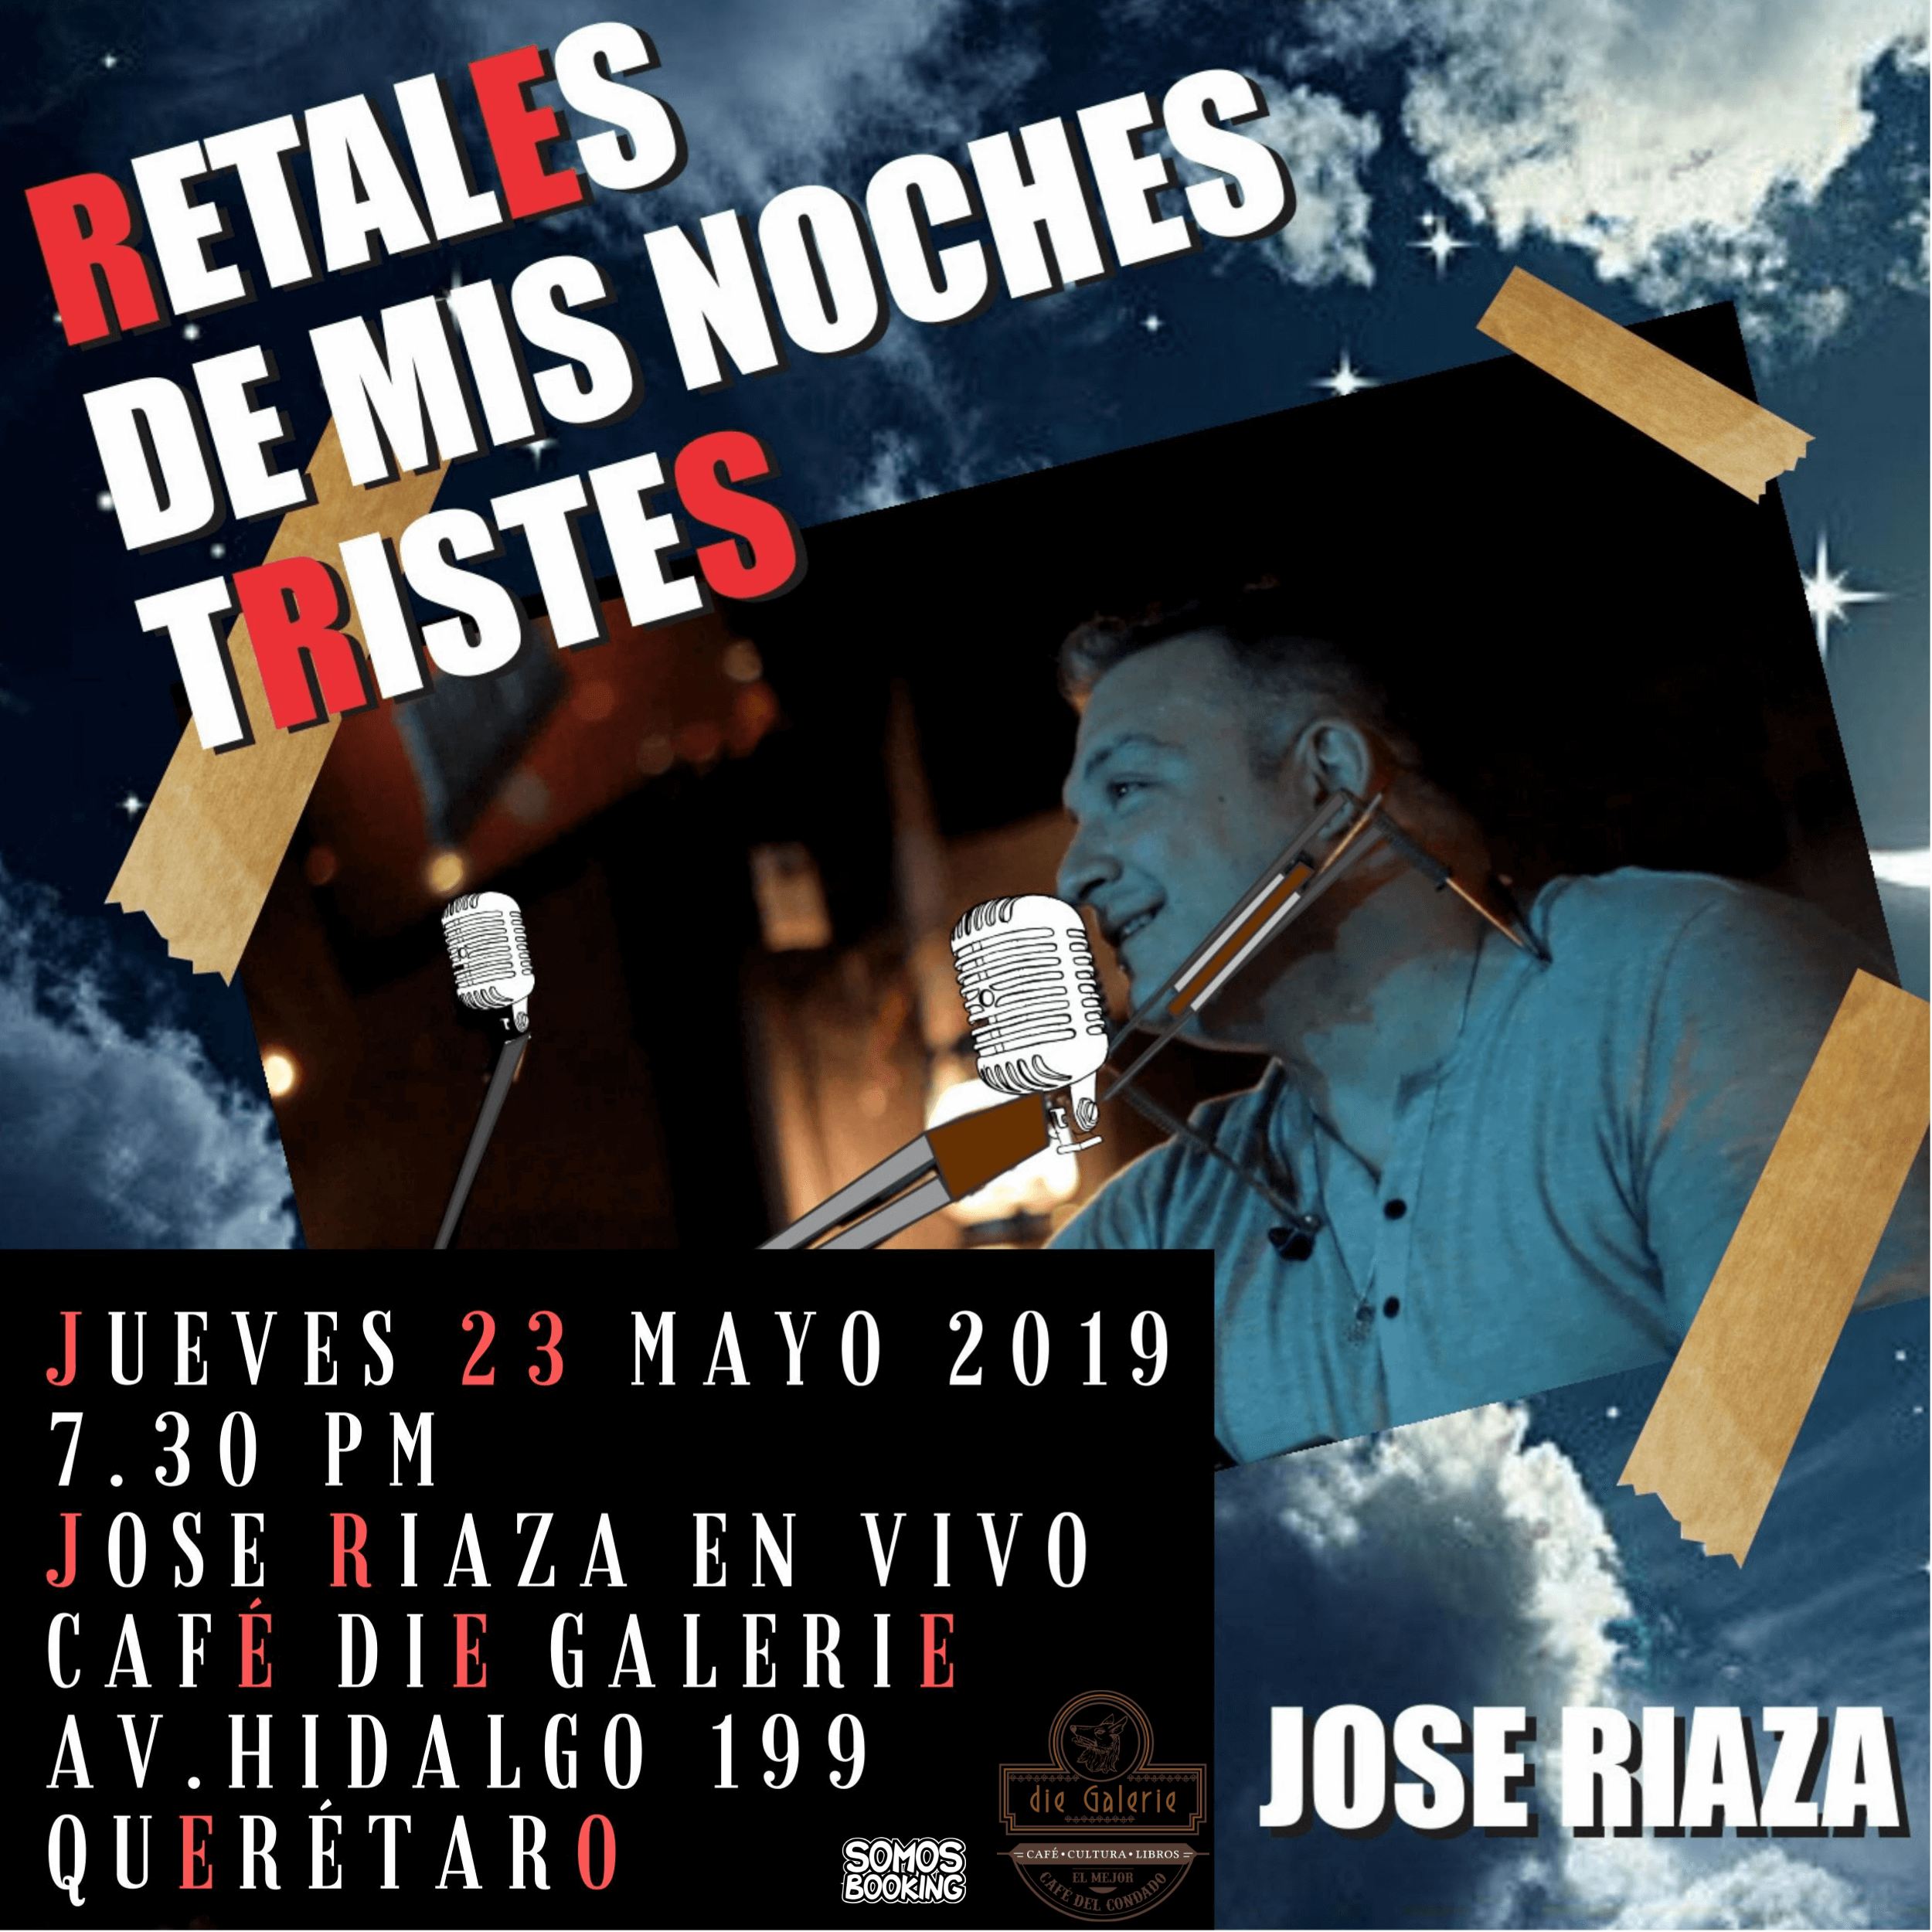 RETALES
DE MIS NOCHES
TRISTES
JUEVES 23 MAYO 2019
7.30 PM
JOSE RIAZA EN VIVO
CAFÉ DIE GALERIE
AV.HIDALGO 199
QUERÉTARO
SOMOS
BOOKING
die Galerie
CAFÉ • CULTURA • LIBROS
EL MEJOR
CAFÉ DEL CONDADO
JOSE RIAZA